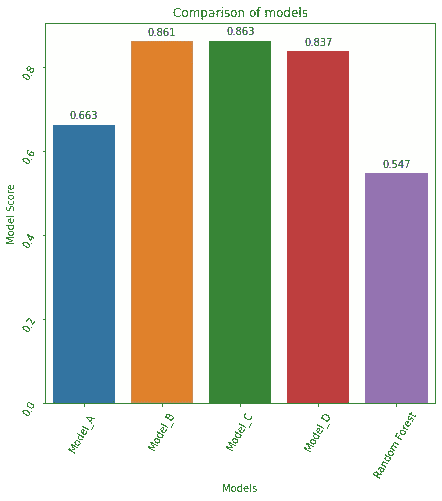 Comparison of models
0.663
0.861
0.863
0.837
0.547
Model Score
0.8
0.6
0.4
0.2
0.0
Model_A
Model_B
Model_C
Model_D
Random Forest
Models